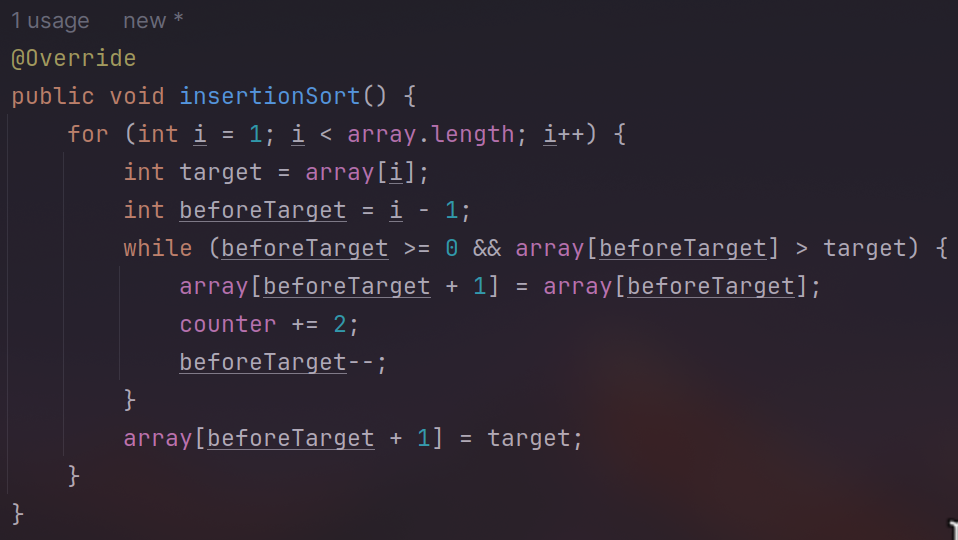 1 usage new *
@Override
public void insertionSort() {
for (int i = 1; i < array.length; i++) {
int target = array[i];
int beforeTarget = i - 1;
while (beforeTarget >= 0 && array[beforeTarget] > target) {
array[beforeTarget + 1] = array[beforeTarget];
counter += 2;
beforeTarget--;
}
array[beforeTarget + 1] = target;
}
}